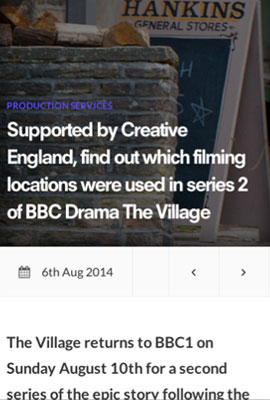 HANKINS
GENERAL STORES
H
PRODUCTION SERVICES
Supported by Creative
England, find out which filming
locations were used in series 2
of BBC Drama The Village
6th Aug 2014
The Village returns to BBC1 on
Sunday August 10th for a second
series of the epic story following the